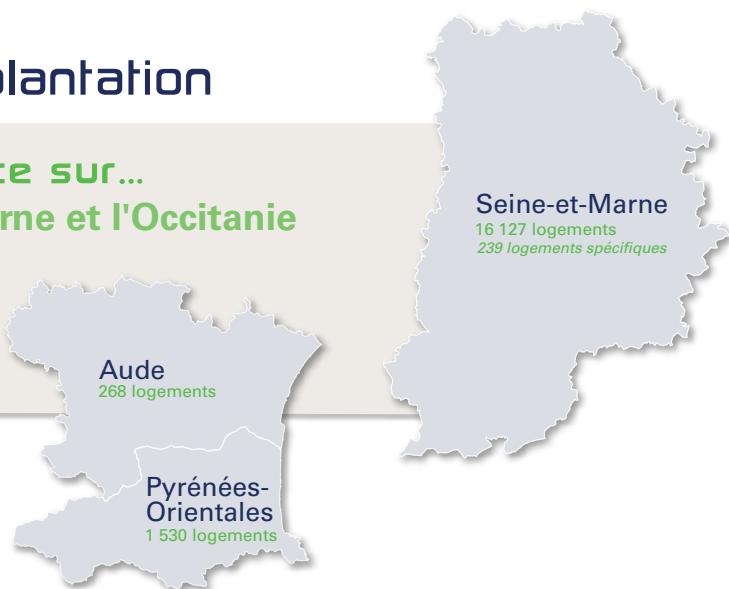 plantation
ce sur...
rne et l'Occitanie
Seine-et-Marne
16 127 logements
239 logements spécifiques
Aude
268 logements
Pyrénées-
Orientales
1 530 logements